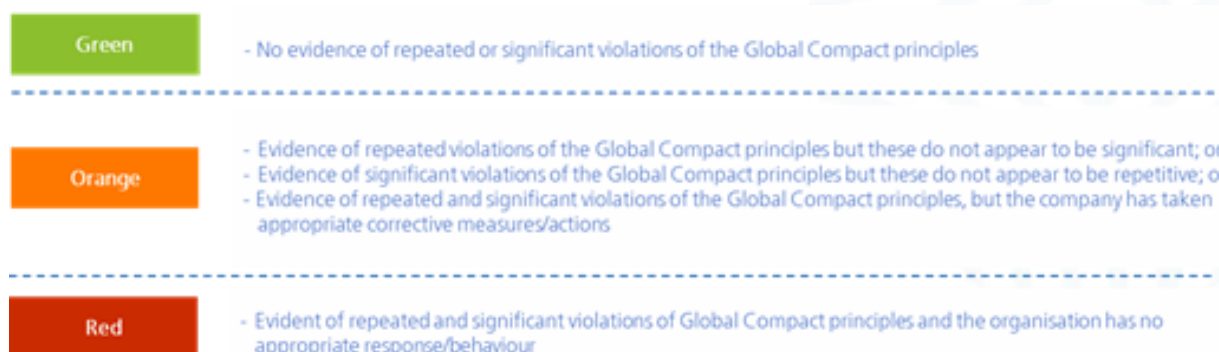 Green
- No evidence of repeated or significant violations of the Global Compact principles
Orange
- Evidence of repeated violations of the Global Compact principles but these do not appear to be significant; or
- Evidence of significant violations of the Global Compact principles but these do not appear to be repetitive; o
- Evidence of repeated and significant violations of the Global Compact principles, but the company has taken
appropriate corrective measures/actions
Red
- Evident of repeated and significant violations of Global Compact principles and the organisation has no
appropriate response/behaviour